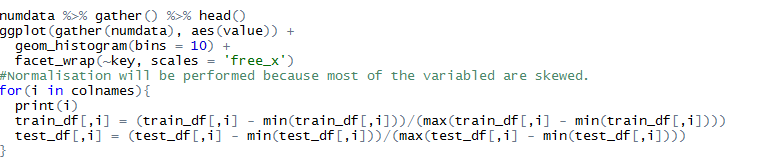 numdata %>% gather() %>% head()
ggplot(gather(numdata), aes(value)) +
  geom_histogram(bins = 10) +
  facet_wrap(~key, scales = 'free_x')
#Normalisation will be performed because most of the variabled are skewed.
for(i in colnames){
  print(i)
  train_df[,i] = (train_df[,i] - min(train_df[,i]))/(max(train_df[,i] - min(train_df[,i])))
  test_df[,i] = (test_df[,i] - min(test_df[,i]))/(max(test_df[,i] - min(test_df[,i])))
}